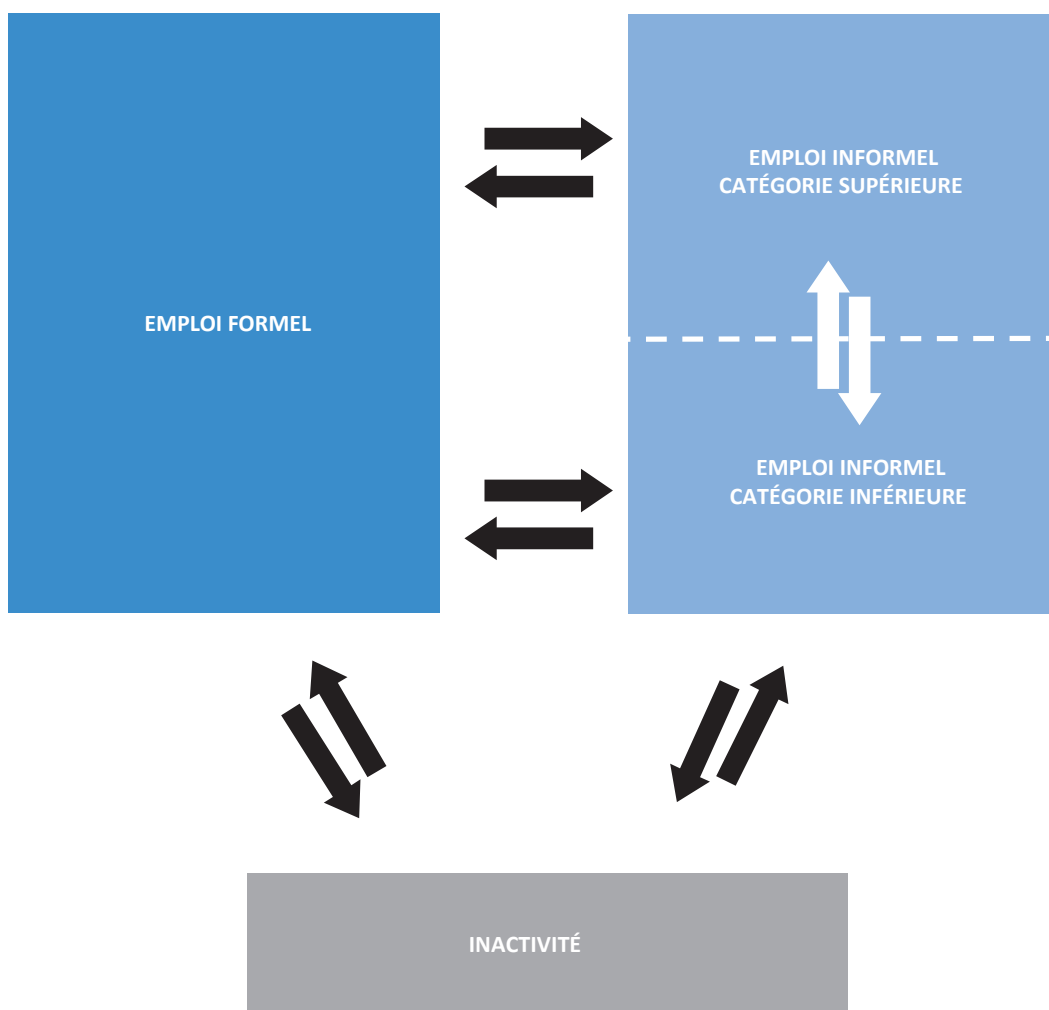 EMPLOI INFORMEL
CATÉGORIE SUPÉRIEURE
EMPLOI FORMEL
EMPLOI INFORMEL
CATÉGORIE INFÉRIEURE
INACTIVITÉ